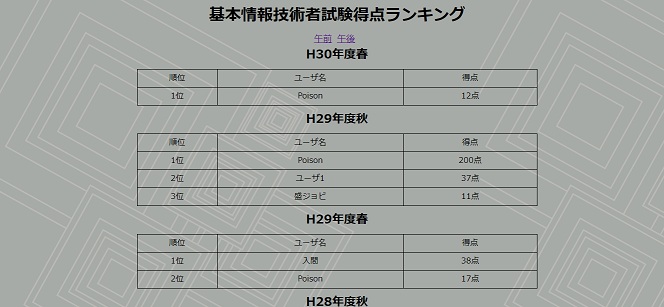 基本情報技術者試験得点ランキング
午前 午後
H30年度春
順位 ユーザ名 得点
1位 Poison 12点
H29年度秋
順位 ユーザ名 得点
1位 Poison 200点
2位 ユーザ1 37点
3位 盛ジョビ 11点
H29年度春
順位 ユーザ名 得点
1位 入間 38点
2位 Poison 17点
H28年度秋